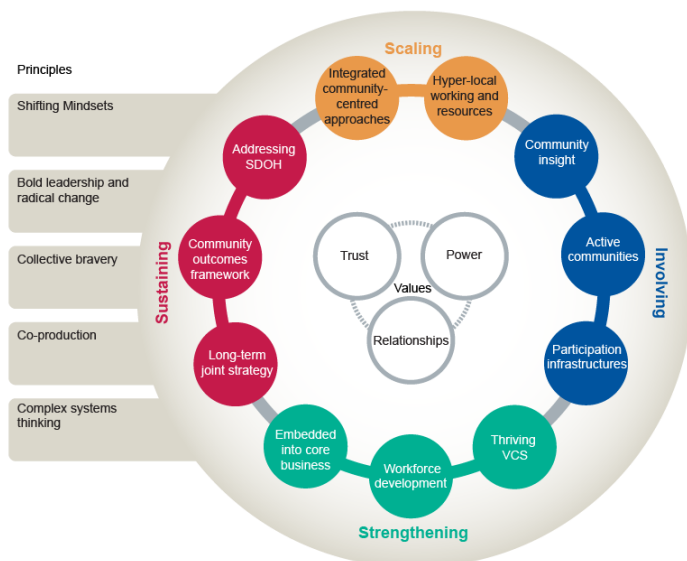 Principles
Shifting Mindsets
Bold leadership and
radical change
Collective bravery
Co-production
Complex systems
thinking
Scaling
Integrated
community-
centred
approaches
Hyper-local
working and
resources
Involving
Community
insight
Active
communities
Participation
infrastructures
Strengthening
Thriving
VCS
Workforce
development
Embedded
into core
business
Sustaining
Long-term
joint strategy
Community
outcomes
framework
Addressing
SDOH
Trust
Power
Values
Relationships